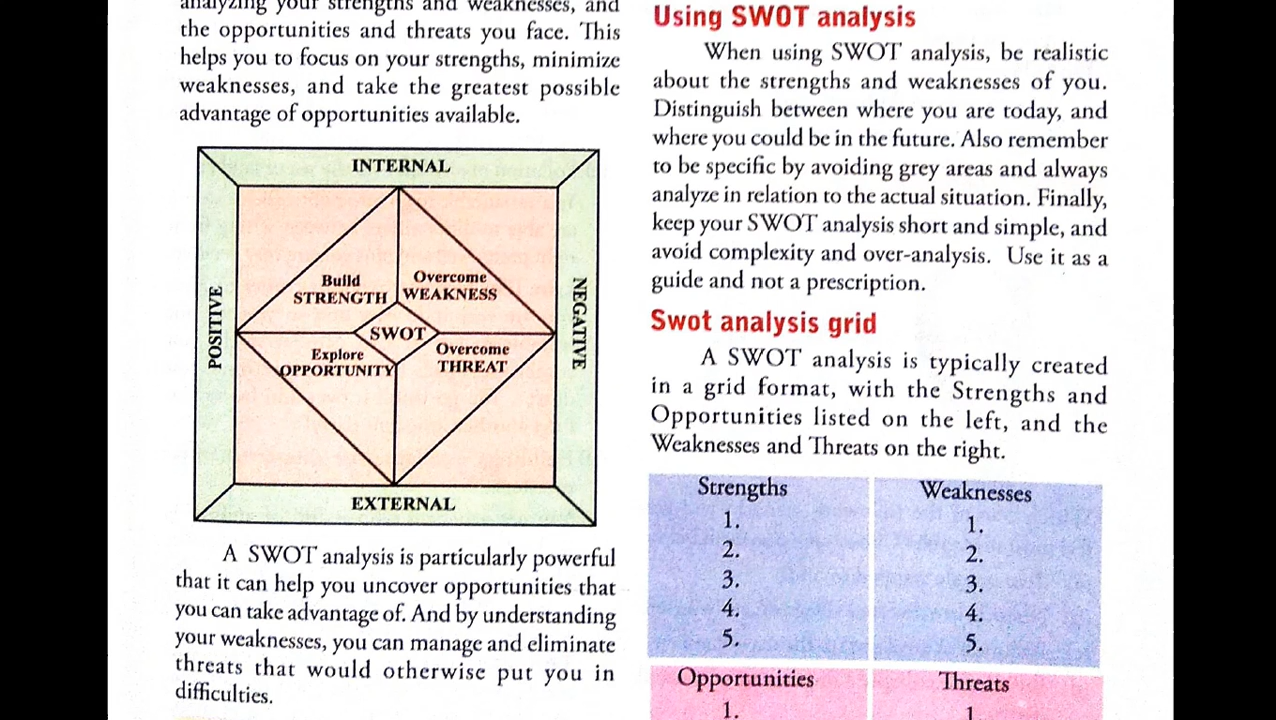 analyzing your strengths and weaknesses, and
the opportunities and threats you face. This
helps you to focus on your strengths, minimize
weaknesses, and take the greatest possible
advantage of opportunities available.
INTERNAL
POSITIVE
NEGATIVE
Build
STRENGTH
Overcome
WEAKNESS
SWOT
Explore
OPPORTUNITY
Overcome
THREAT
EXTERNAL
A SWOT analysis is particularly powerful
that it can help you uncover opportunities that
you can take advantage of. And by understanding
your weaknesses, you can manage and eliminate
threats that would otherwise put you in
difficulties.
Using SWOT analysis
When using SWOT analysis, be realistic
about the strengths and weaknesses of you.
Distinguish between where you are today, and
where you could be in the future. Also remember
to be specific by avoiding grey areas and always
analyze in relation to the actual situation. Finally,
keep your SWOT analysis short and simple, and
avoid complexity and over-analysis. Use it as a
guide and not a prescription.
Swot analysis grid
A SWOT analysis is typically created
in a grid format, with the Strengths and
Opportunities listed on the left, and the
Weaknesses and Threats on the right.
Strengths
1.
2.
3.
4.
5.
Weaknesses
1.
2.
3.
4.
5.
Opportunities
1.
Threats
1.